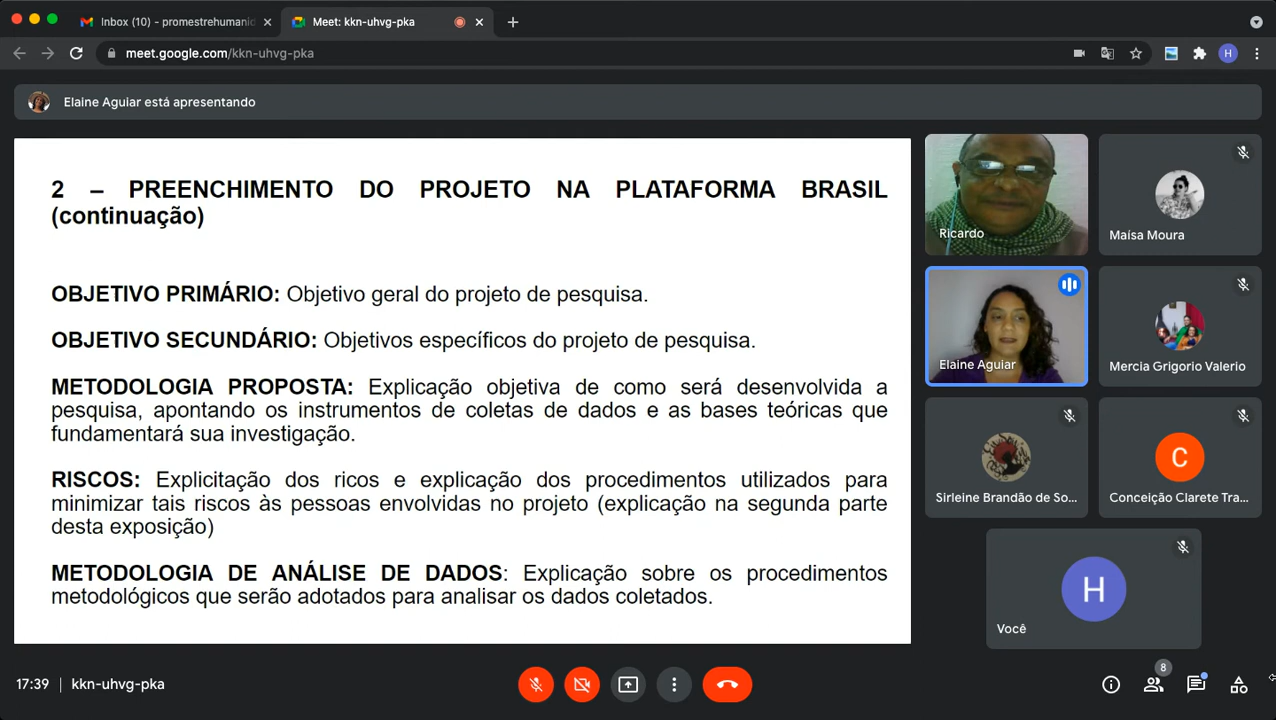 Inbox (10) - promestrehumanid
Meet: kkn-uhvg-pka
meet.google.com/kkn-uhvg-pka
H
Elaine Aguiar está apresentando
2 – PREENCHIMENTO DO PROJETO NA PLATAFORMA BRASIL
(continuação)
OBJETIVO PRIMÁRIO: Objetivo geral do projeto de pesquisa.
OBJETIVO SECUNDÁRIO: Objetivos específicos do projeto de pesquisa.
METODOLOGIA PROPOSTA: Explicação objetiva de como será desenvolvida a
pesquisa, apontando os instrumentos de coletas de dados e as bases teóricas que
fundamentará sua investigação.
RISCOS: Explicitação dos ricos e explicação dos procedimentos utilizados para
minimizar tais riscos às pessoas envolvidas no projeto (explicação na segunda parte
desta exposição)
METODOLOGIA DE ANÁLISE DE DADOS: Explicação sobre os procedimentos
metodológicos que serão adotados para analisar os dados coletados.
Ricardo
Maísa Moura
Elaine Aguiar
Mercia Grigorio Valerio
Sirleine Brandão de So...
C
Conceição Clarete Tra...
H
Você
17:39 | kkn-uhvg-pka
8